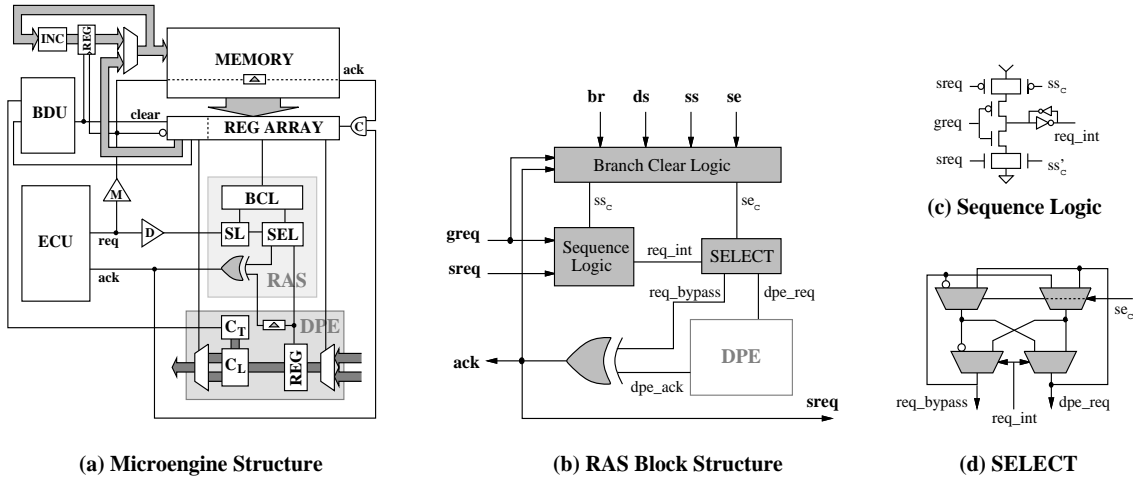 INC
REG
MEMORY
ack
BDU
clear
REG ARRAY
C
M
BCL
ECU
req
D
SL
SEL
ack
RAS
DPE
C_T
C_L
REG
(a) Microengine Structure
br
ds
ss
se
Branch Clear Logic
ss_c
se_c
greq
Sequence
Logic
req_int
SELECT
sreq
req_bypass
dpe_req
DPE
ack
dpe_ack
sreq
(b) RAS Block Structure
sreq
ss_c
greq
req_int
sreq
ss'_c
(c) Sequence Logic
se_c
req_bypass
req_int
dpe_req
(d) SELECT